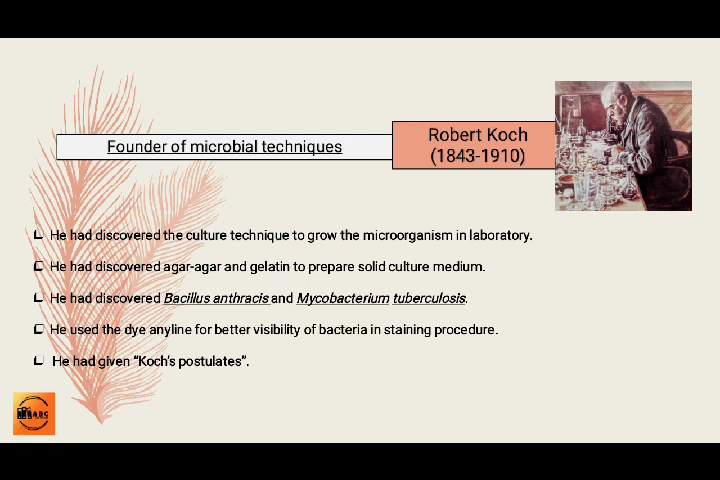 Founder of microbial techniques
Robert Koch
(1843-1910)
He had discovered the culture technique to grow the microorganism in laboratory.
He had discovered agar-agar and gelatin to prepare solid culture medium.
He had discovered Bacillus anthracis and Mycobacterium tuberculosis.
He used the dye anyline for better visibility of bacteria in staining procedure.
He had given “Koch’s postulates”.